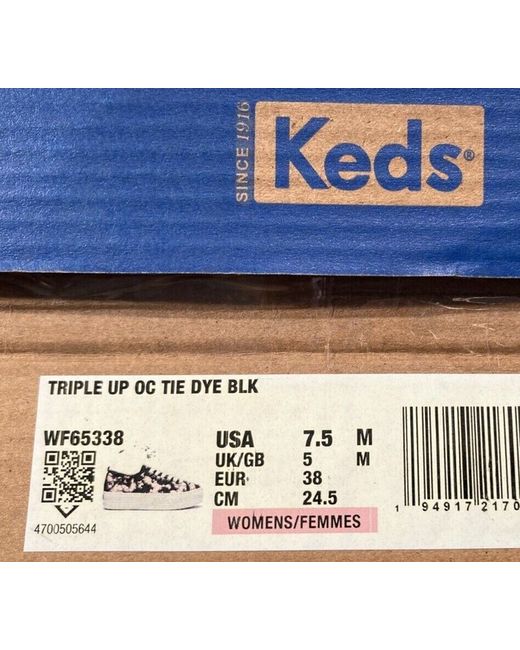 SINCE 1916
Keds®
TRIPLE UP OC TIE DYE BLK
WF65338
4700505644
USA 7.5 M
UK/GB 5 M
EUR 38
CM 24.5
WOMENS/FEMMES
1 94917 2170